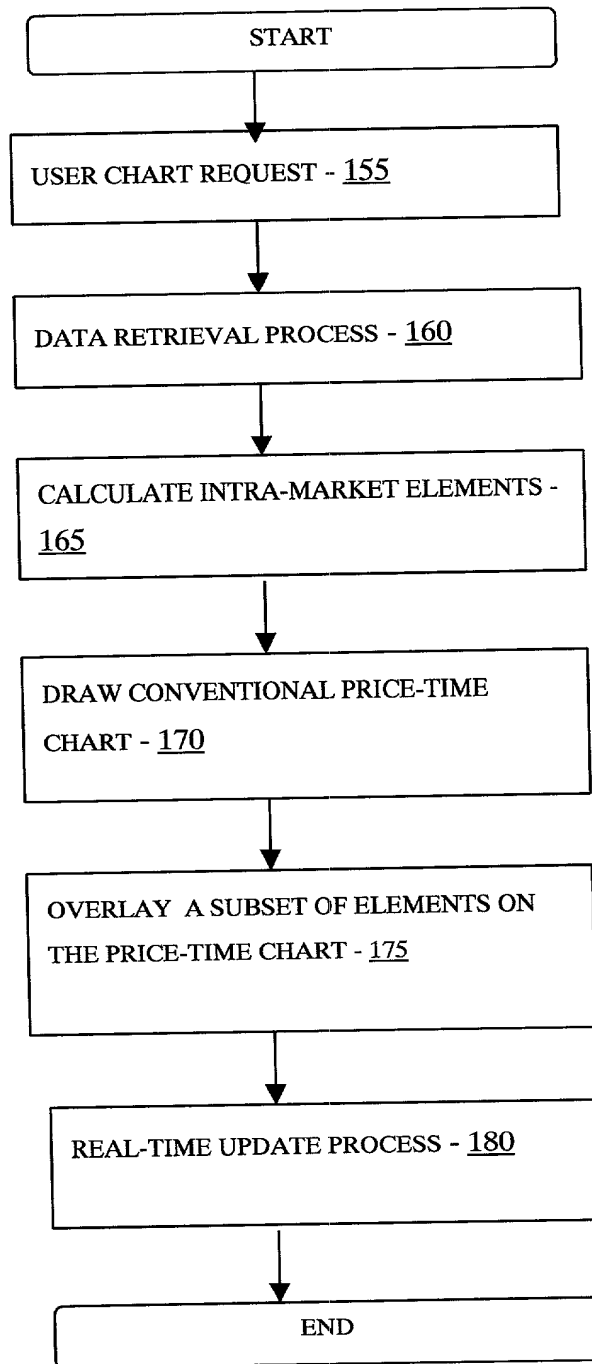 START
USER CHART REQUEST - 155
DATA RETRIEVAL PROCESS - 160
CALCULATE INTRA-MARKET ELEMENTS -
165
DRAW CONVENTIONAL PRICE-TIME
CHART - 170
OVERLAY A SUBSET OF ELEMENTS ON
THE PRICE-TIME CHART - 175
REAL-TIME UPDATE PROCESS - 180
END